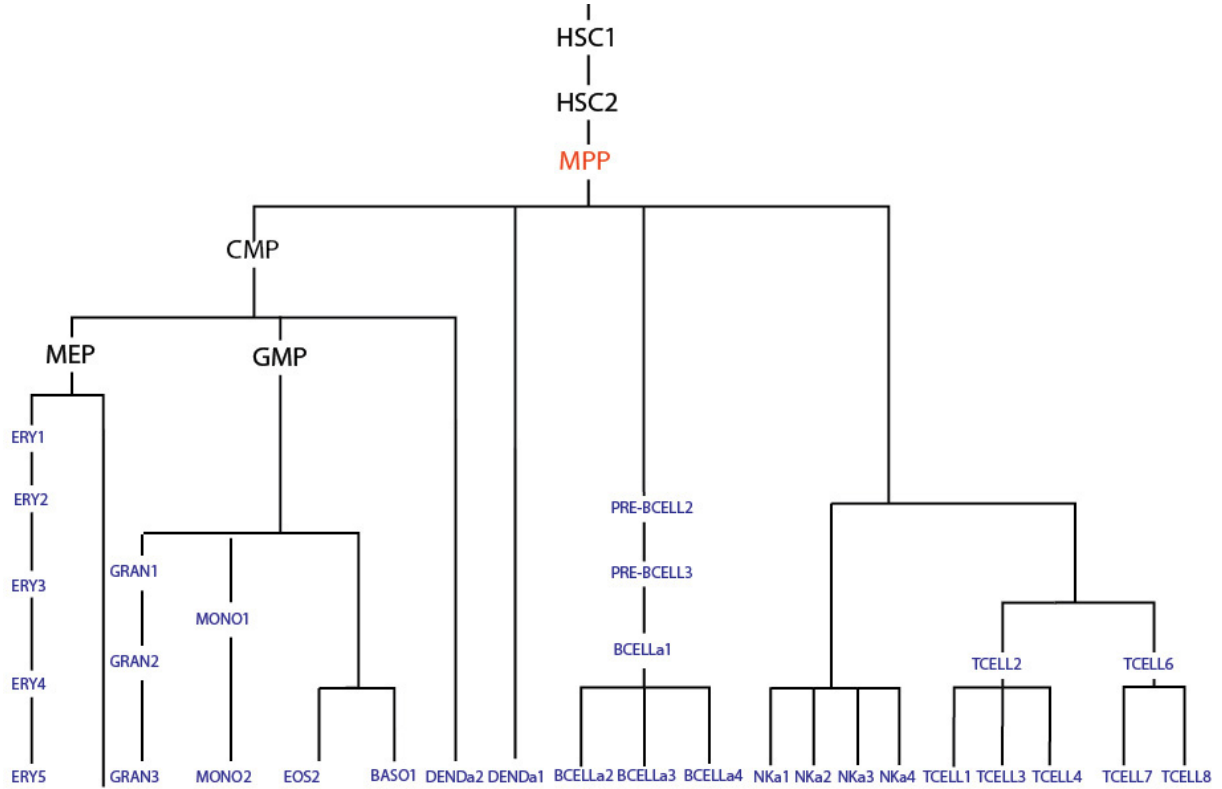 HSC1
HSC2
MPP
CMP
MEP
GMP
ERY1
ERY2
PRE-BCELL2
GRAN1
PRE-BCELL3
ERY3
MONO1
BCELLa1
GRAN2
TCELL2
TCELL6
ERY4
ERY5
GRAN3
MONO2
EOS2
BASO1
DENDa2
DENDa1
BCELLa2
BCELLa3
BCELLa4
NKa1
NKa2
NKa3
NKa4
TCELL1
TCELL3
TCELL4
TCELL7
TCELL8